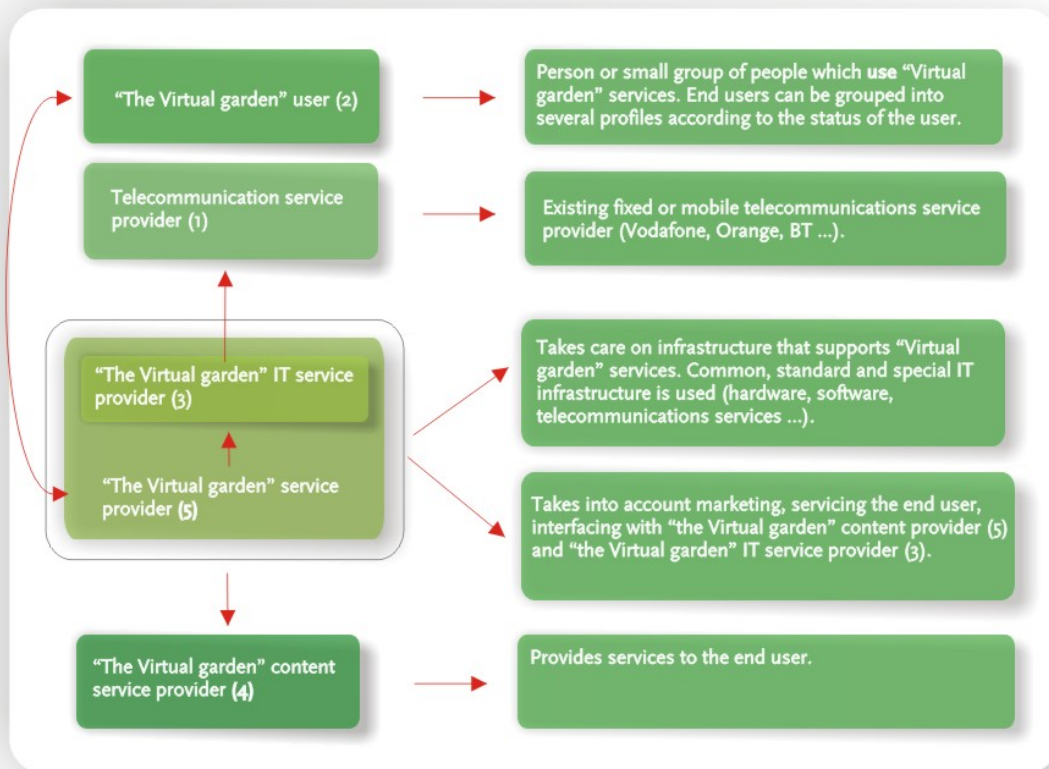 “The Virtual garden” user (2)
Person or small group of people which use “Virtual
garden” services. End users can be grouped into
several profiles according to the status of the user.
Telecommunication service
provider (1)
Existing fixed or mobile telecommunications service
provider (Vodafone, Orange, BT ...).
“The Virtual garden” IT service
provider (3)
Takes care on infrastructure that supports “Virtual
garden” services. Common, standard and special IT
infrastructure is used (hardware, software,
telecommunications services ...).
“The Virtual garden” service
provider (5)
Takes into account marketing, servicing the end user,
interfacing with “the Virtual garden” content provider (5)
and “the Virtual garden” IT service provider (3).
“The Virtual garden” content
service provider (4)
Provides services to the end user.